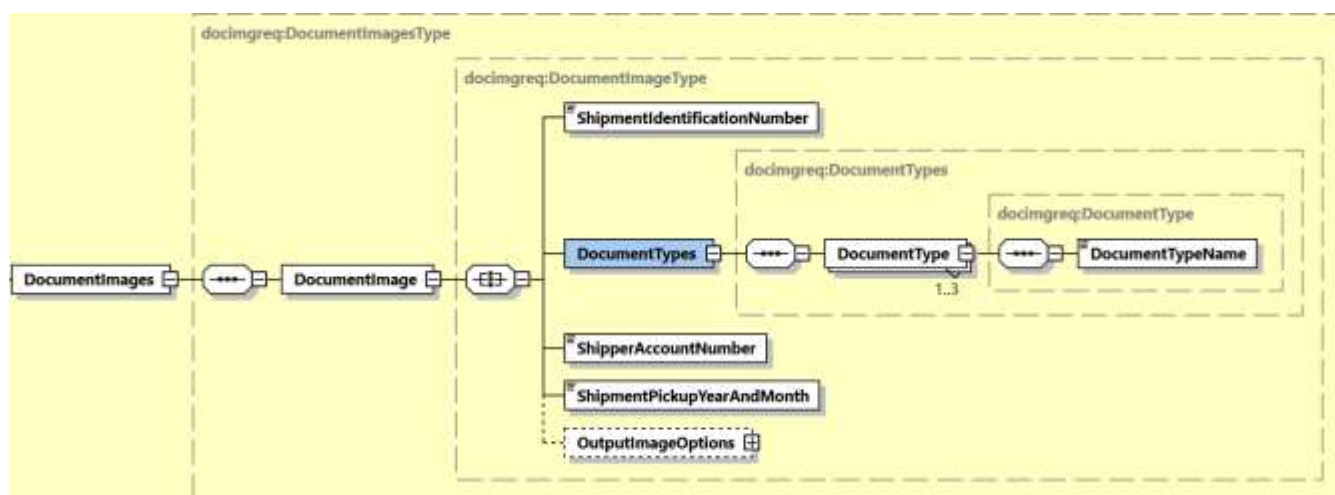 docimgreq:DocumentImagesType
docimgreq:DocumentImageType
ShipmentIdentificationNumber
docimgreq:DocumentTypes
docimgreq:DocumentType
DocumentTypes
DocumentType
DocumentTypeName
1..3
DocumentImages
DocumentImage
ShipperAccountNumber
ShipmentPickupYearAndMonth
OutputImageOptions